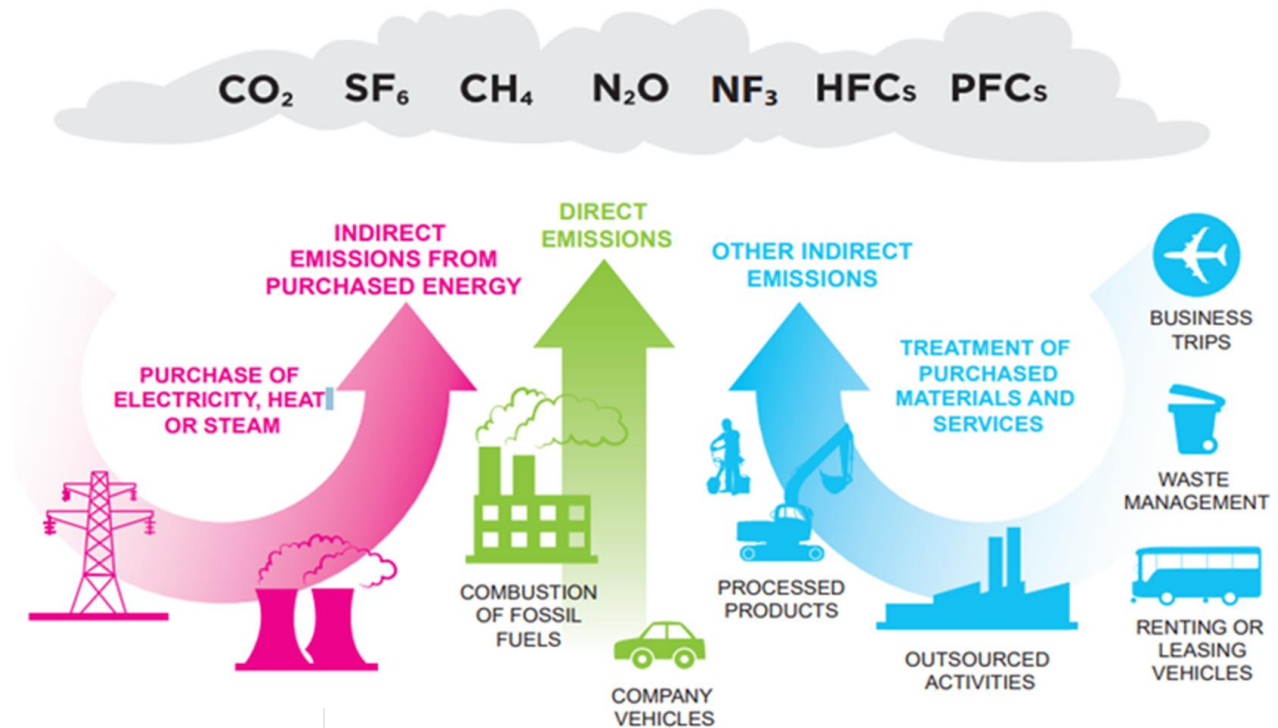 CO₂ SF₆ CH₄ N₂O NF₃ HFCs PFCs
INDIRECT
EMISSIONS FROM
PURCHASED ENERGY
DIRECT
EMISSIONS
OTHER INDIRECT
EMISSIONS
PURCHASE OF
ELECTRICITY, HEAT
OR STEAM
TREATMENT OF
PURCHASED
MATERIALS AND
SERVICES
BUSINESS
TRIPS
WASTE
MANAGEMENT
COMBUSTION
OF FOSSIL
FUELS
COMPANY
VEHICLES
PROCESSED
PRODUCTS
OUTSOURCED
ACTIVITIES
RENTING OR
LEASING
VEHICLES